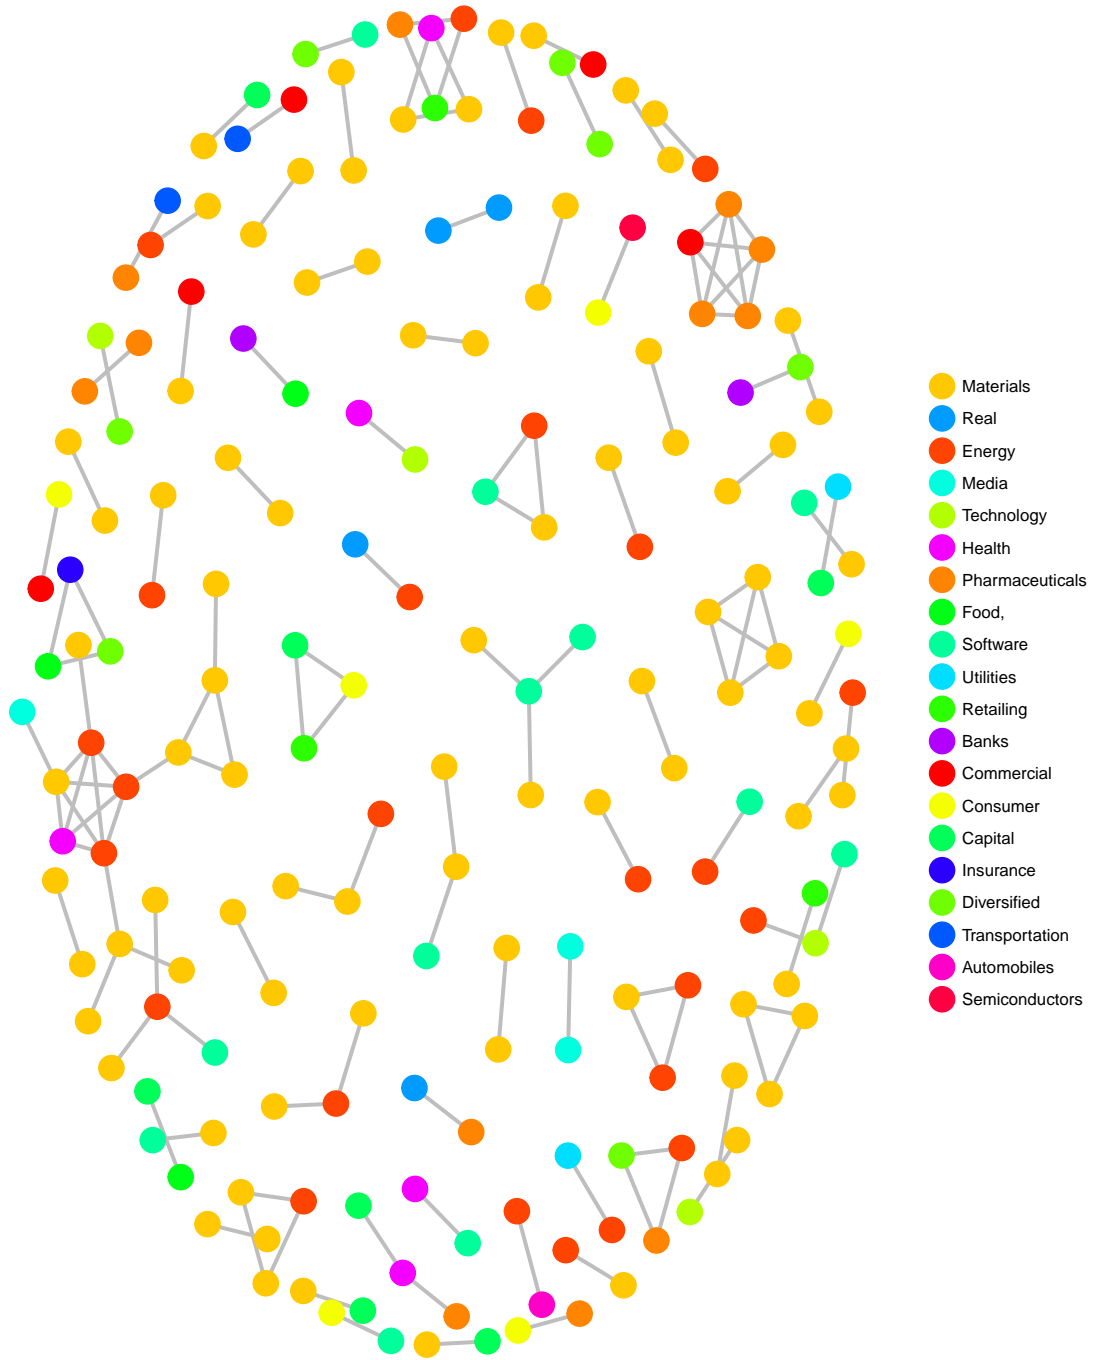 Materials
Real
Energy
Media
Technology
Health
Pharmaceuticals
Food,
Software
Utilities
Retailing
Banks
Commercial
Consumer
Capital
Insurance
Diversified
Transportation
Automobiles
Semiconductors